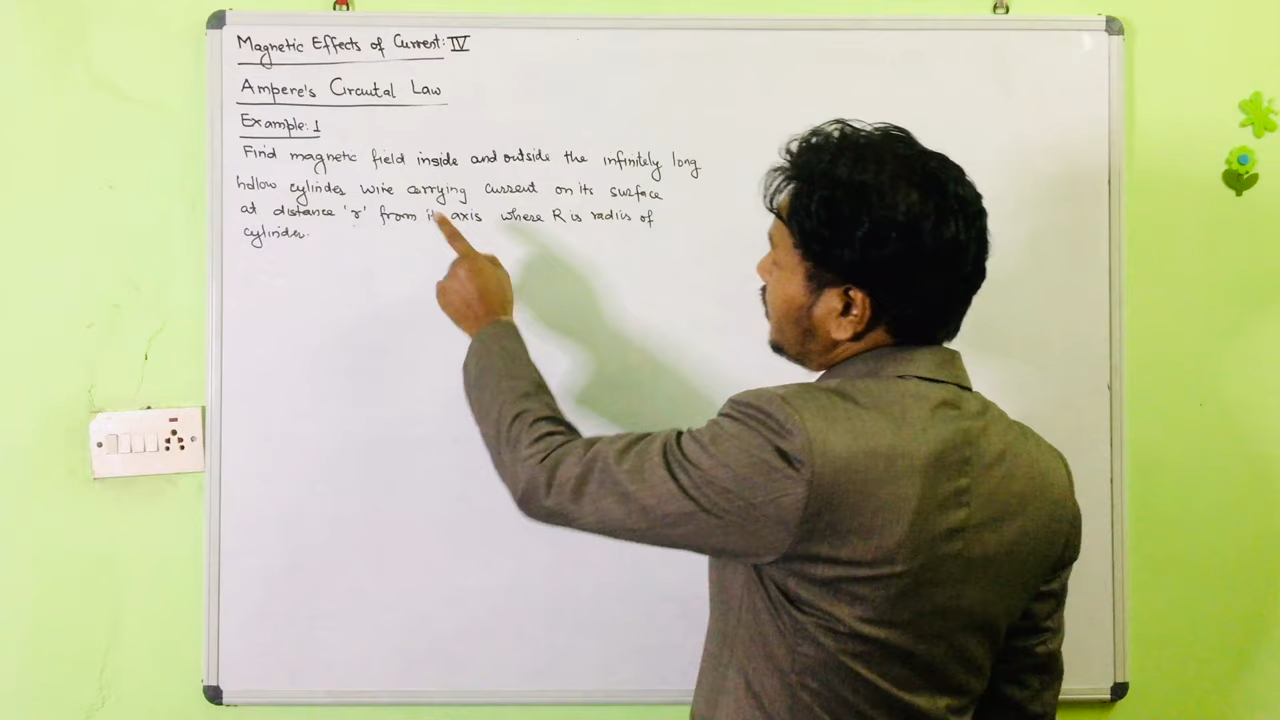 Magnetic Effects of Current: IV
Ampere's Circuital Law
Example: 1
Find magnetic field inside and outside the infinitely long
hollow cylinder wire carrying current on its surface
at distance 'r' from axis where R is radius of
cylinder.